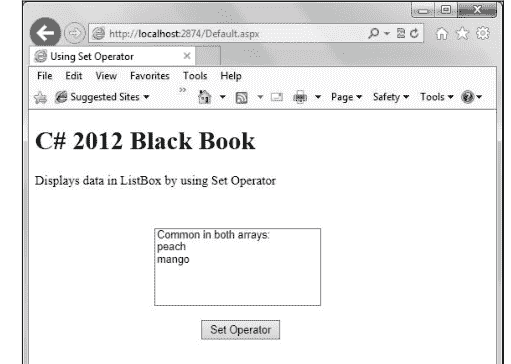 http://localhost:2874/Default.aspx
Using Set Operator
File Edit View Favorites Tools Help
Suggested Sites
Page Safety Tools
C# 2012 Black Book
Displays data in ListBox by using Set Operator
Common in both arrays:
peach
mango
Set Operator